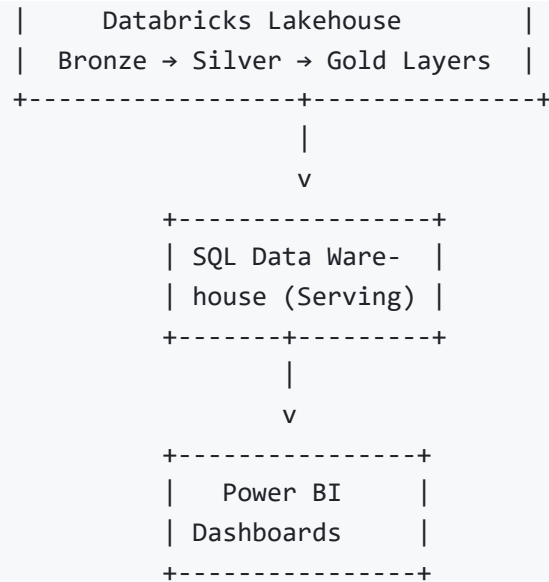 |     Databricks Lakehouse        |
|  Bronze → Silver → Gold Layers  |
+------------------+--------------+
|
v
+-----------------+
| SQL Data Ware-  |
| house (Serving) |
+-------+---------+
|
v
+----------------+
|   Power BI     |
| Dashboards     |
+----------------+